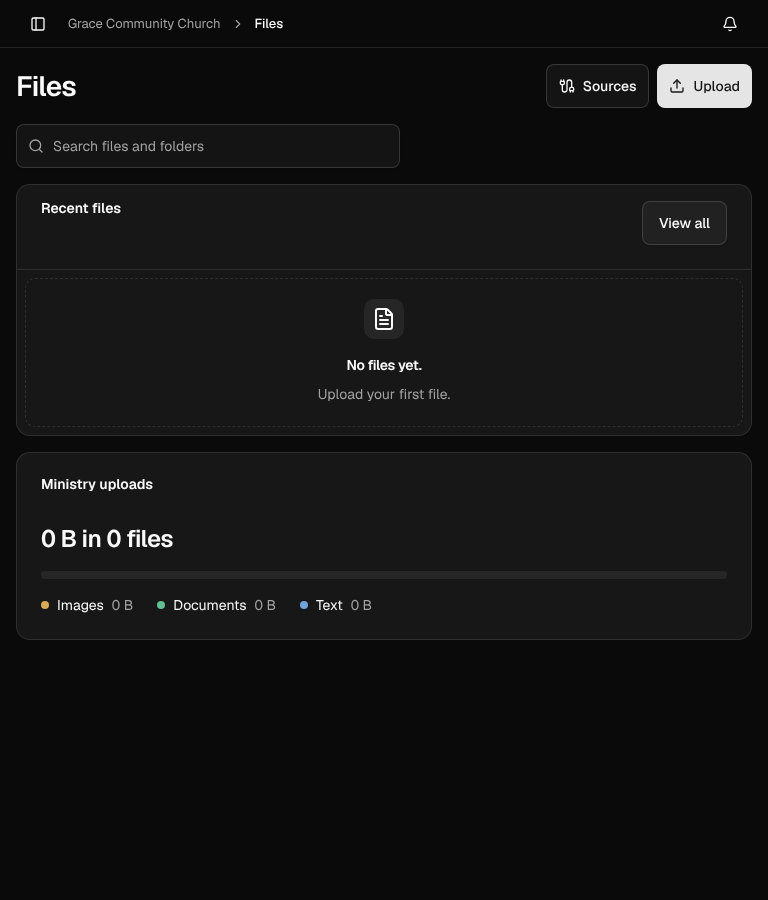 Grace Community Church > Files
Files
Sources
Upload
Search files and folders
Recent files
View all
No files yet.
Upload your first file.
Ministry uploads
0 B in 0 files
Images 0 B Documents 0 B Text 0 B